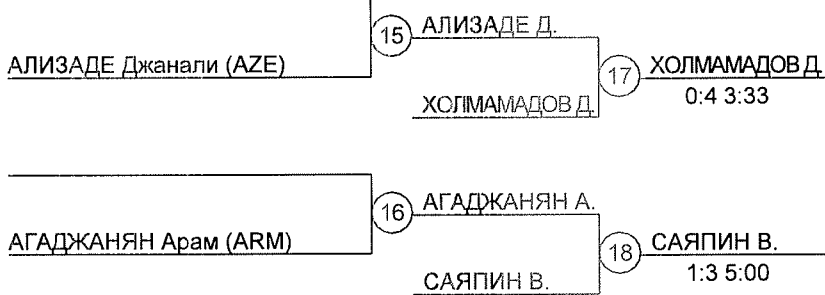 15 АЛИЗАДЕ Д.
АЛИЗАДЕ Джанали (AZE)
17 ХОЛМАМАДОВ Д.
0:4 3:33
ХОЛМАМАДОВ Д.
16 АГАДЖАНЯН А.
АГАДЖАНЯН Арам (ARM)
18 САЯПИН В.
1:3 5:00
САЯПИН В.